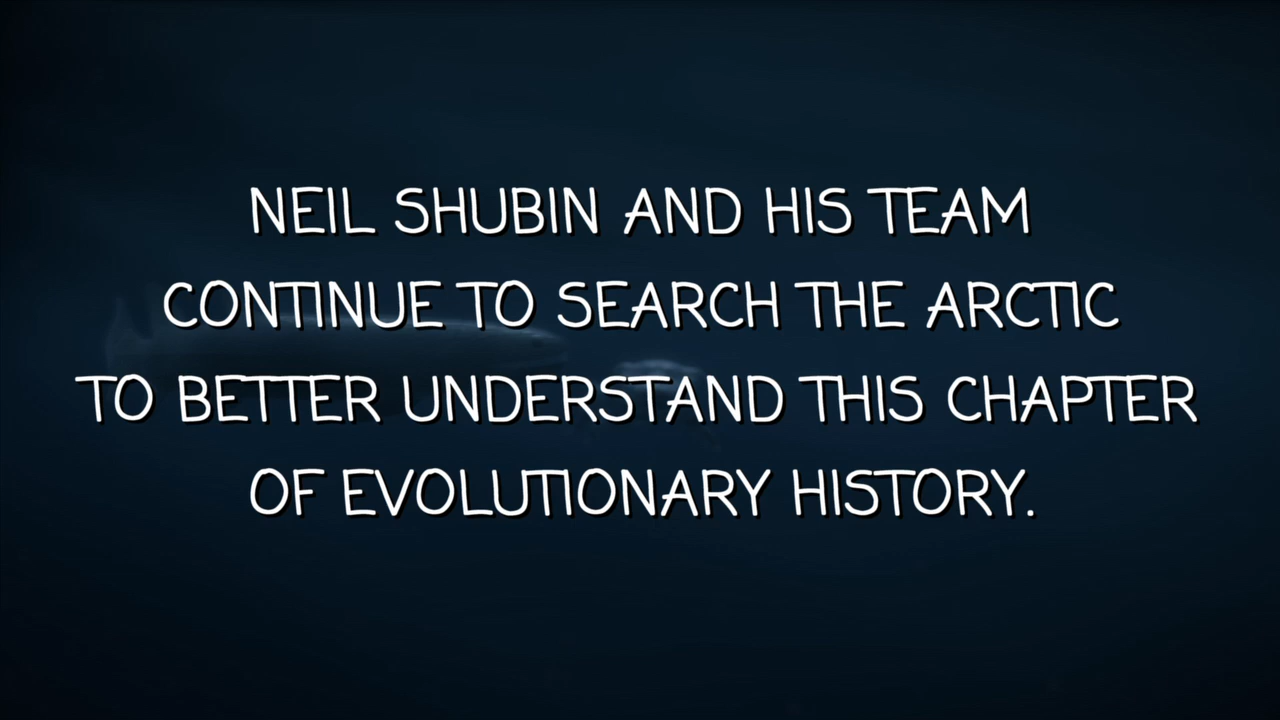 NEIL SHUBIN AND HIS TEAM
CONTINUE TO SEARCH THE ARCTIC
TO BETTER UNDERSTAND THIS CHAPTER
OF EVOLUTIONARY HISTORY.